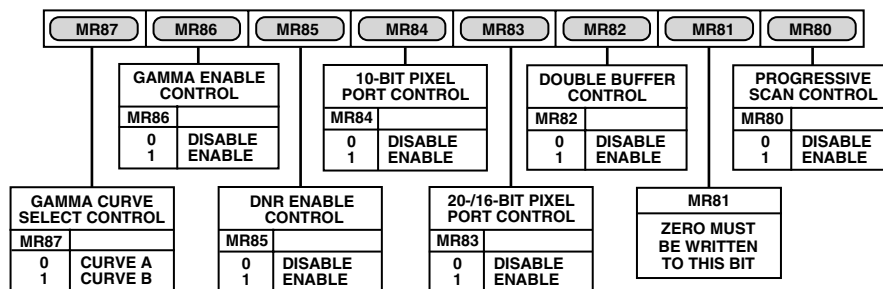 MR87 MR86 MR85 MR84 MR83 MR82 MR81 MR80
GAMMA ENABLE
CONTROL
MR86
0 DISABLE
1 ENABLE
10-BIT PIXEL
PORT CONTROL
MR84
0 DISABLE
1 ENABLE
DOUBLE BUFFER
CONTROL
MR82
0 DISABLE
1 ENABLE
PROGRESSIVE
SCAN CONTROL
MR80
0 DISABLE
1 ENABLE
GAMMA CURVE
SELECT CONTROL
MR87
0 CURVE A
1 CURVE B
DNR ENABLE
CONTROL
MR85
0 DISABLE
1 ENABLE
20-/16-BIT PIXEL
PORT CONTROL
MR83
0 DISABLE
1 ENABLE
MR81
ZERO MUST
BE WRITTEN
TO THIS BIT